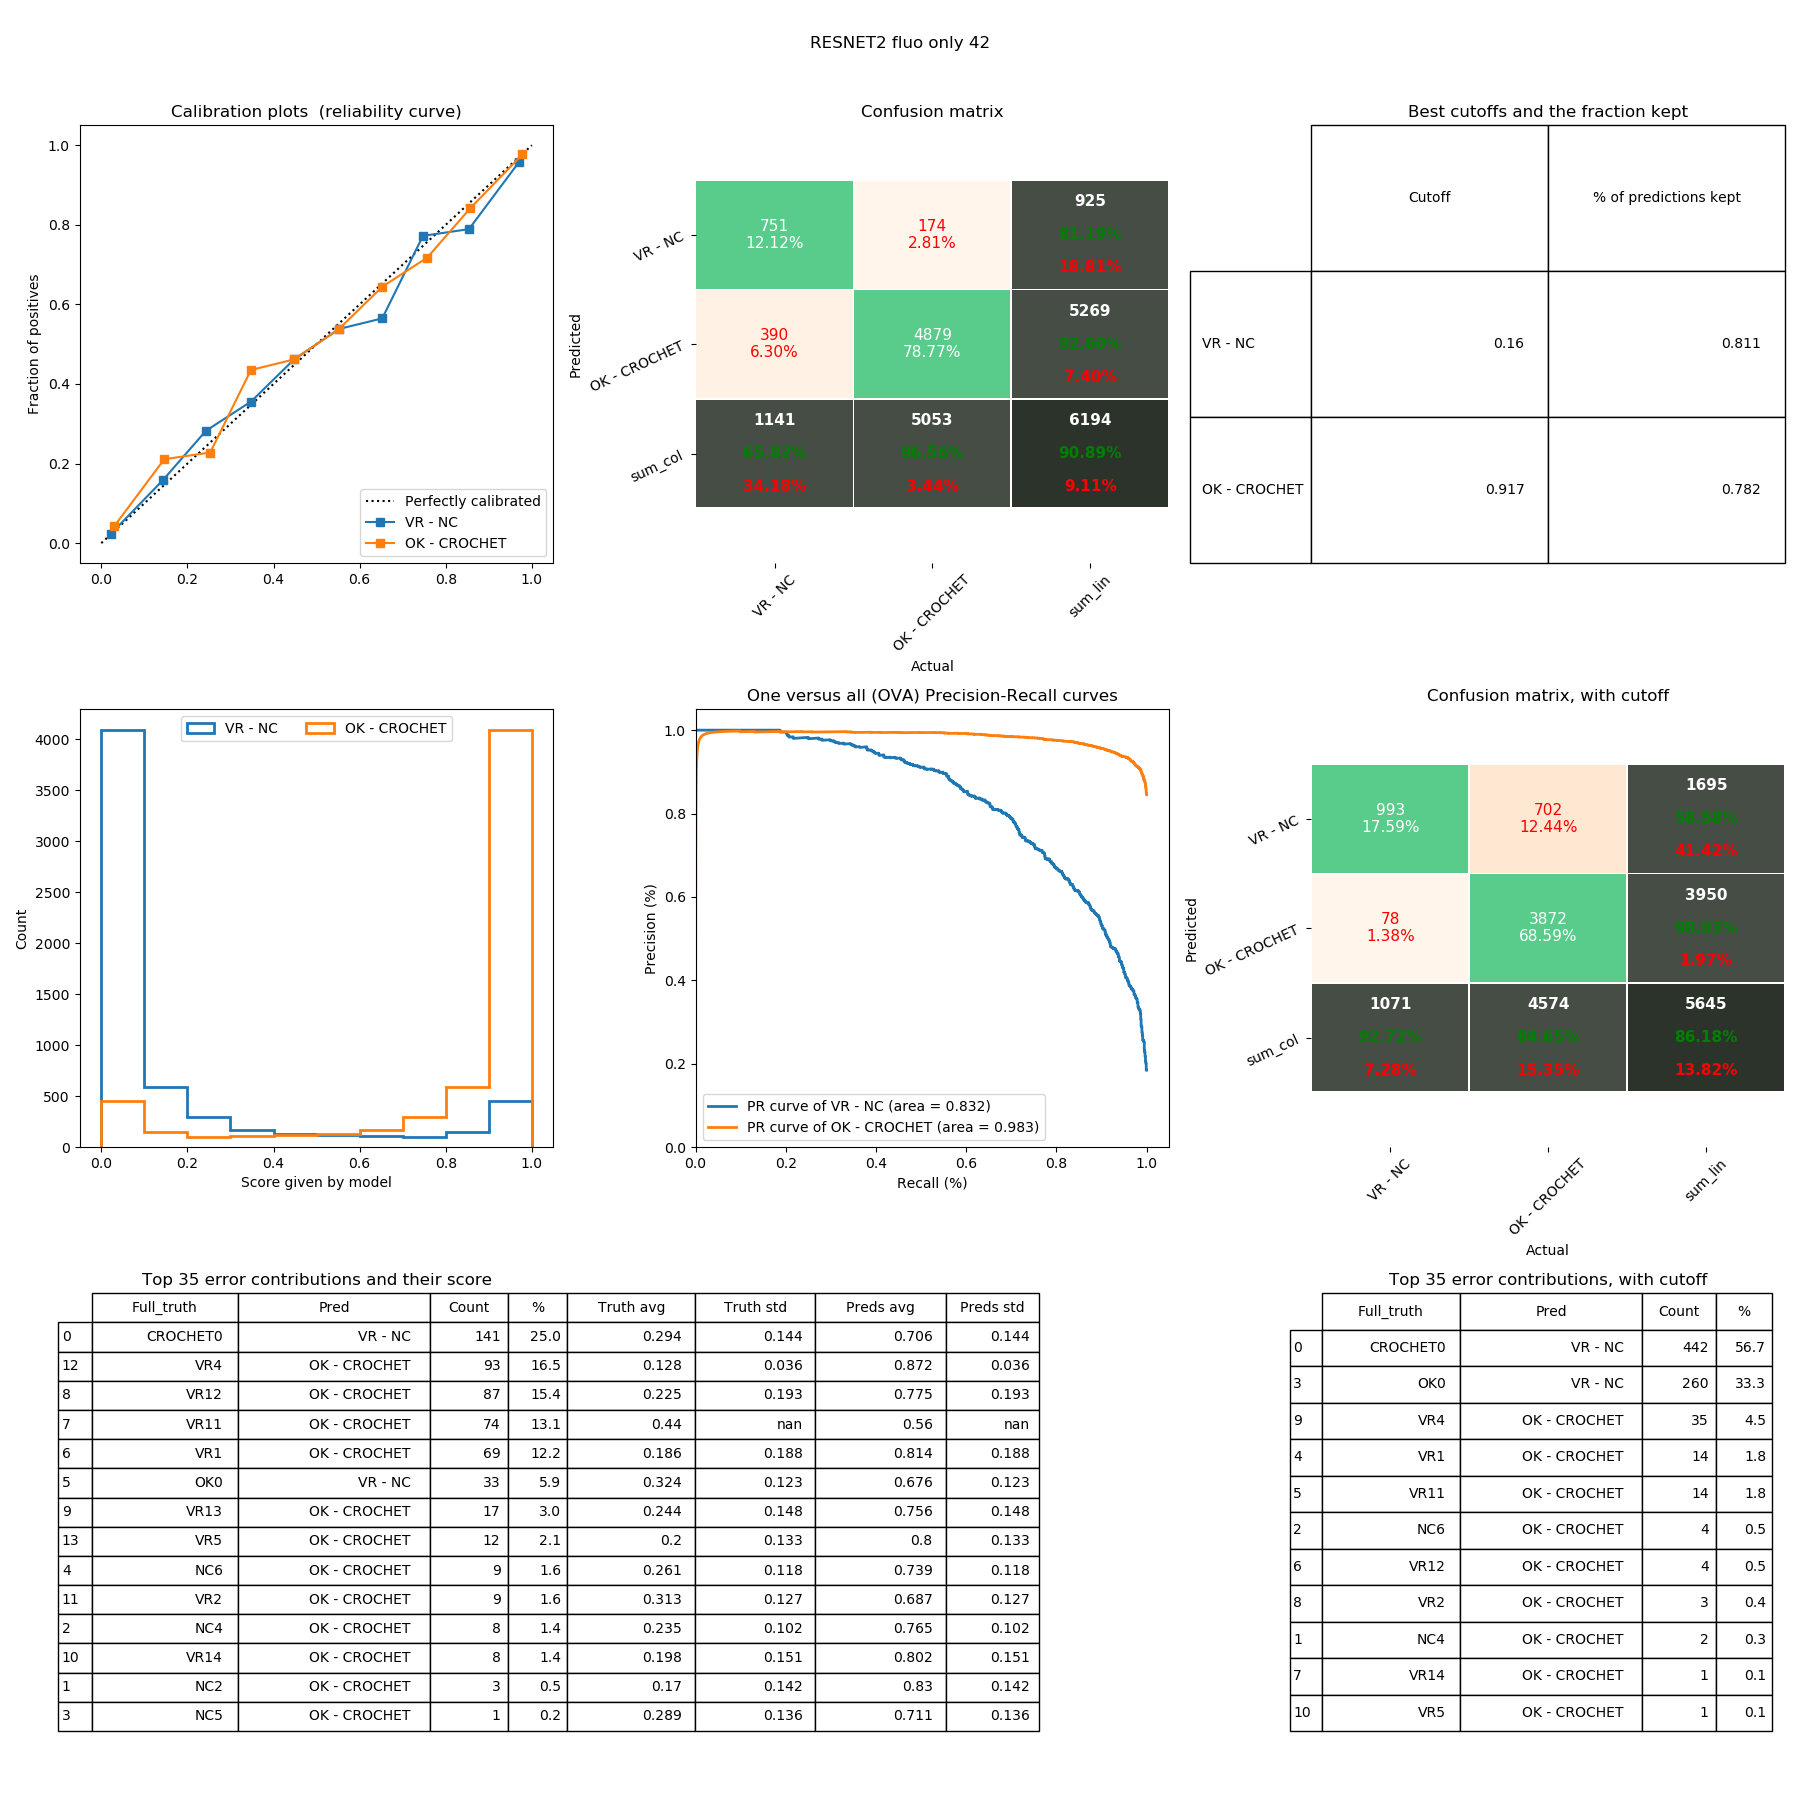 RESNET2 fluo only 42
Calibration plots (reliability curve)
Fraction of positives
1.0
0.8
0.6
0.4
0.2
0.0
0.0 0.2 0.4 0.6 0.8 1.0
Perfectly calibrated
VR - NC
OK - CROCHET
Confusion matrix
Predicted
VR - NC
OK - CROCHET
sum_col
751 174 925
12.12% 2.81% 81.19%
18.81%
390 4879 5269
6.30% 78.77% 92.60%
7.40%
1141 5053 6194
65.82% 96.56% 90.89%
34.18% 3.44% 9.11%
VR - NC
OK - CROCHET
sum_lin
Actual
Best cutoffs and the fraction kept
Cutoff % of predictions kept
VR - NC 0.16 0.811
OK - CROCHET 0.917 0.782
VR - NC OK - CROCHET
Count
4000
3500
3000
2500
2000
1500
1000
500
0
0.0 0.2 0.4 0.6 0.8 1.0
Score given by model
One versus all (OVA) Precision-Recall curves
Precision (%)
1.0
0.8
0.6
0.4
0.2
0.0
0.0 0.2 0.4 0.6 0.8 1.0
Recall (%)
PR curve of VR - NC (area = 0.832)
PR curve of OK - CROCHET (area = 0.983)
Confusion matrix, with cutoff
Predicted
VR - NC
OK - CROCHET
sum_col
993 702 1695
17.59% 12.44% 58.58%
41.42%
78 3872 3950
1.38% 68.59% 98.03%
1.97%
1071 4574 5645
92.72% 84.65% 86.18%
7.28% 15.35% 13.82%
VR - NC
OK - CROCHET
sum_lin
Actual
Top 35 error contributions and their score
Full_truth Pred Count % Truth avg Truth std Preds avg Preds std
0 CROCHET0 VR - NC 141 25.0 0.294 0.144 0.706 0.144
12 VR4 OK - CROCHET 93 16.5 0.128 0.036 0.872 0.036
8 VR12 OK - CROCHET 87 15.4 0.225 0.193 0.775 0.193
7 VR11 OK - CROCHET 74 13.1 0.44 nan 0.56 nan
6 VR1 OK - CROCHET 69 12.2 0.186 0.188 0.814 0.188
5 OK0 VR - NC 33 5.9 0.324 0.123 0.676 0.123
9 VR13 OK - CROCHET 17 3.0 0.244 0.148 0.756 0.148
13 VR5 OK - CROCHET 12 2.1 0.2 0.133 0.8 0.133
4 NC6 OK - CROCHET 9 1.6 0.261 0.118 0.739 0.118
11 VR2 OK - CROCHET 9 1.6 0.313 0.127 0.687 0.127
2 NC4 OK - CROCHET 8 1.4 0.235 0.102 0.765 0.102
10 VR14 OK - CROCHET 8 1.4 0.198 0.151 0.802 0.151
1 NC2 OK - CROCHET 3 0.5 0.17 0.142 0.83 0.142
3 NC5 OK - CROCHET 1 0.2 0.289 0.136 0.711 0.136
Top 35 error contributions, with cutoff
Full_truth Pred Count %
0 CROCHET0 VR - NC 442 56.7
3 OK0 VR - NC 260 33.3
9 VR4 OK - CROCHET 35 4.5
4 VR1 OK - CROCHET 14 1.8
5 VR11 OK - CROCHET 14 1.8
2 NC6 OK - CROCHET 4 0.5
6 VR12 OK - CROCHET 4 0.5
8 VR2 OK - CROCHET 3 0.4
1 NC4 OK - CROCHET 2 0.3
7 VR14 OK - CROCHET 1 0.1
10 VR5 OK - CROCHET 1 0.1